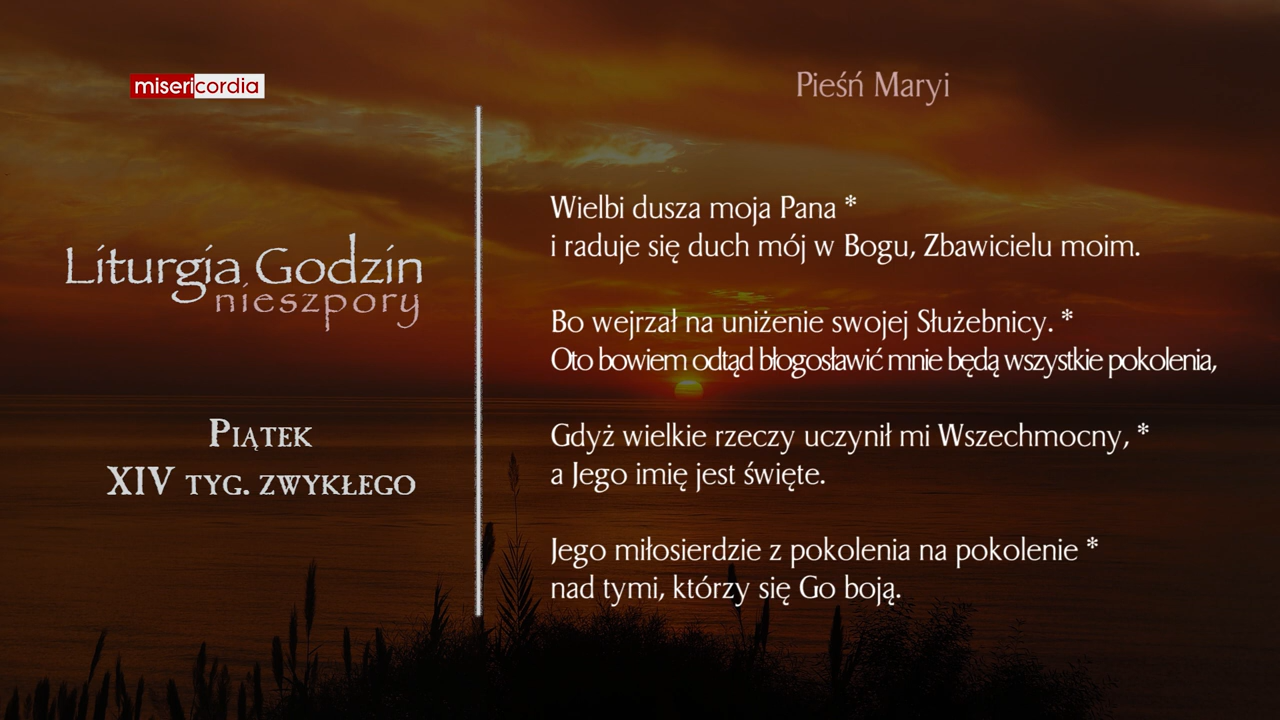 misericordia
Liturgia Godzin
nieszpory
Piątek
XIV tyg. zwykłego
Pieśń Maryi
Wielbi dusza moja Pana *
i raduje się duch mój w Bogu, Zbawicielu moim.
Bo wejrzał na uniżenie swojej Służebnicy. *
Oto bowiem odtąd błogosławić mnie będą wszystkie pokolenia,
Gdyż wielkie rzeczy uczynił mi Wszechmocny, *
a Jego imię jest święte.
Jego miłosierdzie z pokolenia na pokolenie *
nad tymi, którzy się Go boją.